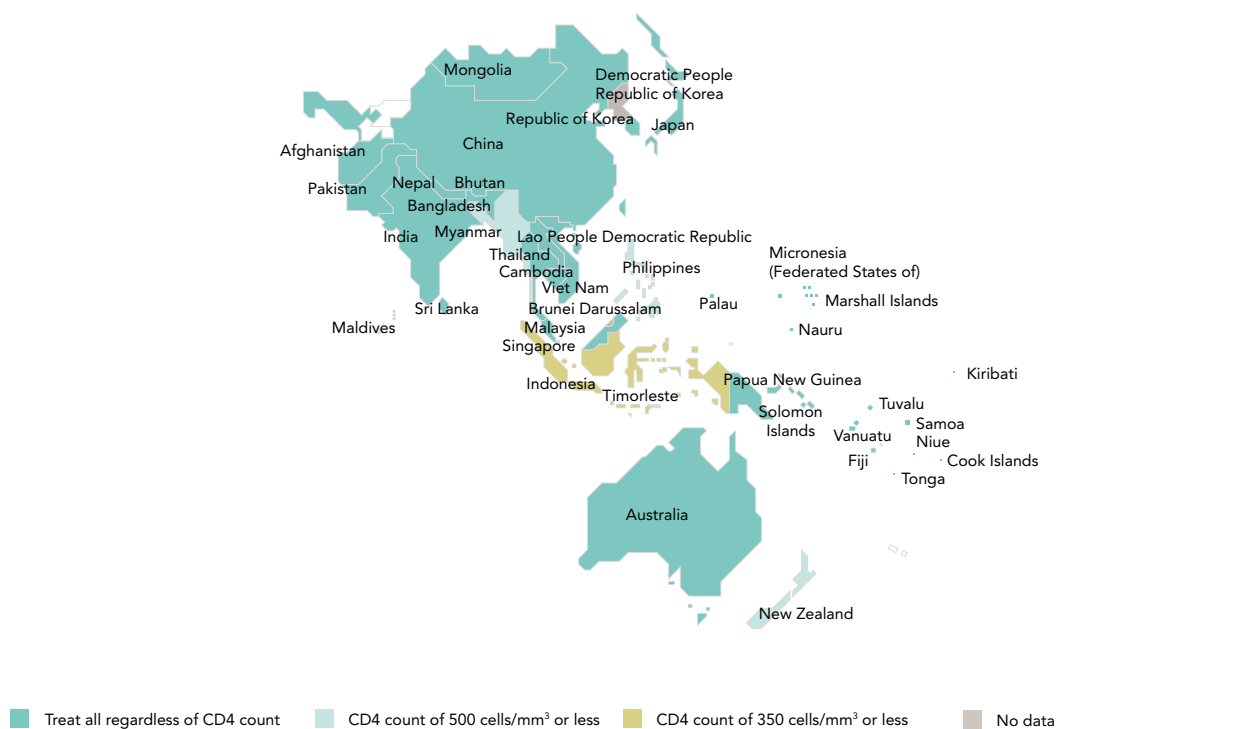 Mongolia
Democratic People
Republic of Korea
Republic of Korea
Japan
China
Afghanistan
Pakistan
Nepal
Bhutan
Bangladesh
India
Myanmar
Lao People Democratic Republic
Thailand
Cambodia
Viet Nam
Philippines
Micronesia
(Federated States of)
Marshall Islands
Palau
Sri Lanka
Brunei Darussalam
Maldives
Malaysia
Nauru
Singapore
Indonesia
Timorleste
Papua New Guinea
Kiribati
Solomon
Islands
Tuvalu
Vanuatu
Samoa
Niue
Fiji
Cook Islands
Tonga
Australia
New Zealand
Treat all regardless of CD4 count
CD4 count of 500 cells/mm³ or less
CD4 count of 350 cells/mm³ or less
No data